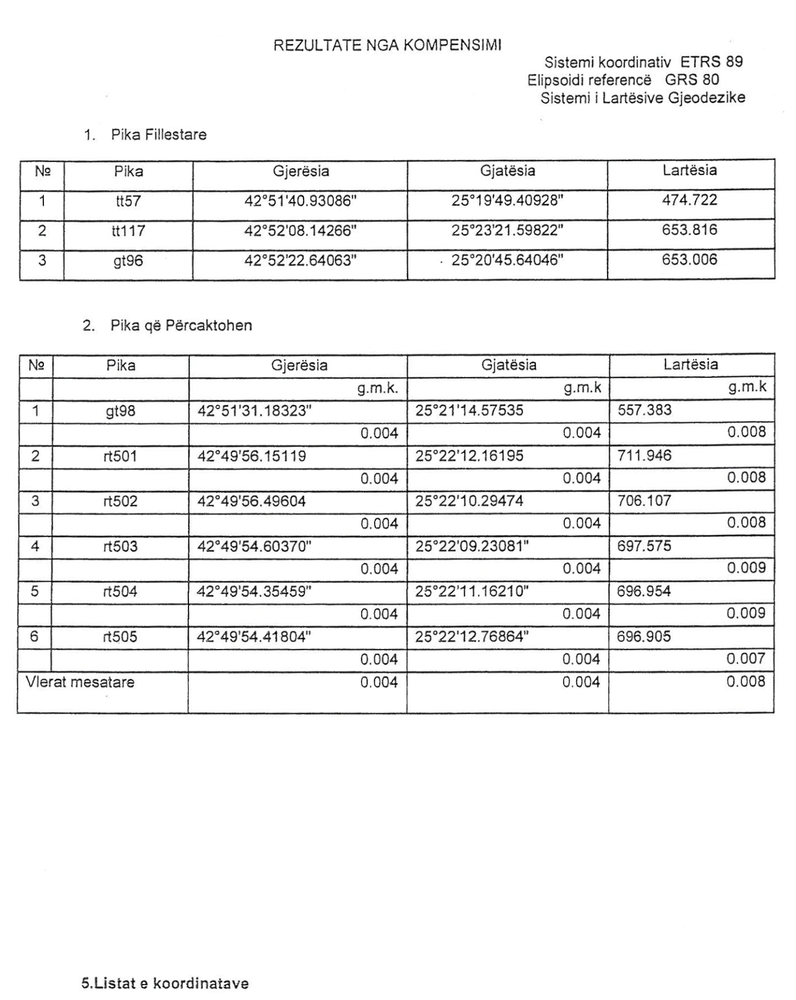 REZULTATE NGA KOMPENSIMI
Sistemi koordinativ ETRS 89
Elipsoidi referencë GRS 80
Sistemi i Lartësive Gjeodezike
1. Pika Fillestare
№ Pika Gjerësia Gjatësia Lartësia
1 tt57 42°51'40.93086" 25°19'49.40928" 474.722
2 tt117 42°52'08.14266" 25°23'21.59822" 653.816
3 gt96 42°52'22.64063" 25°20'45.64046" 653.006
2. Pika që Përcaktohen
№ Pika Gjerësia Gjatësia Lartësia
g.m.k. g.m.k g.m.k
1 gt98 42°51'31.18323" 25°21'14.57535 557.383
0.004 0.004 0.008
2 rt501 42°49'56.15119 25°22'12.16195 711.946
0.004 0.004 0.008
3 rt502 42°49'56.49604 25°22'10.29474 706.107
0.004 0.004 0.008
4 rt503 42°49'54.60370" 25°22'09.23081" 697.575
0.004 0.004 0.009
5 rt504 42°49'54.35459" 25°22'11.16210" 696.954
0.004 0.004 0.009
6 rt505 42°49'54.41804" 25°22'12.76864" 696.905
0.004 0.004 0.007
Vlerat mesatare 0.004 0.004 0.008
5.Listat e koordinatave